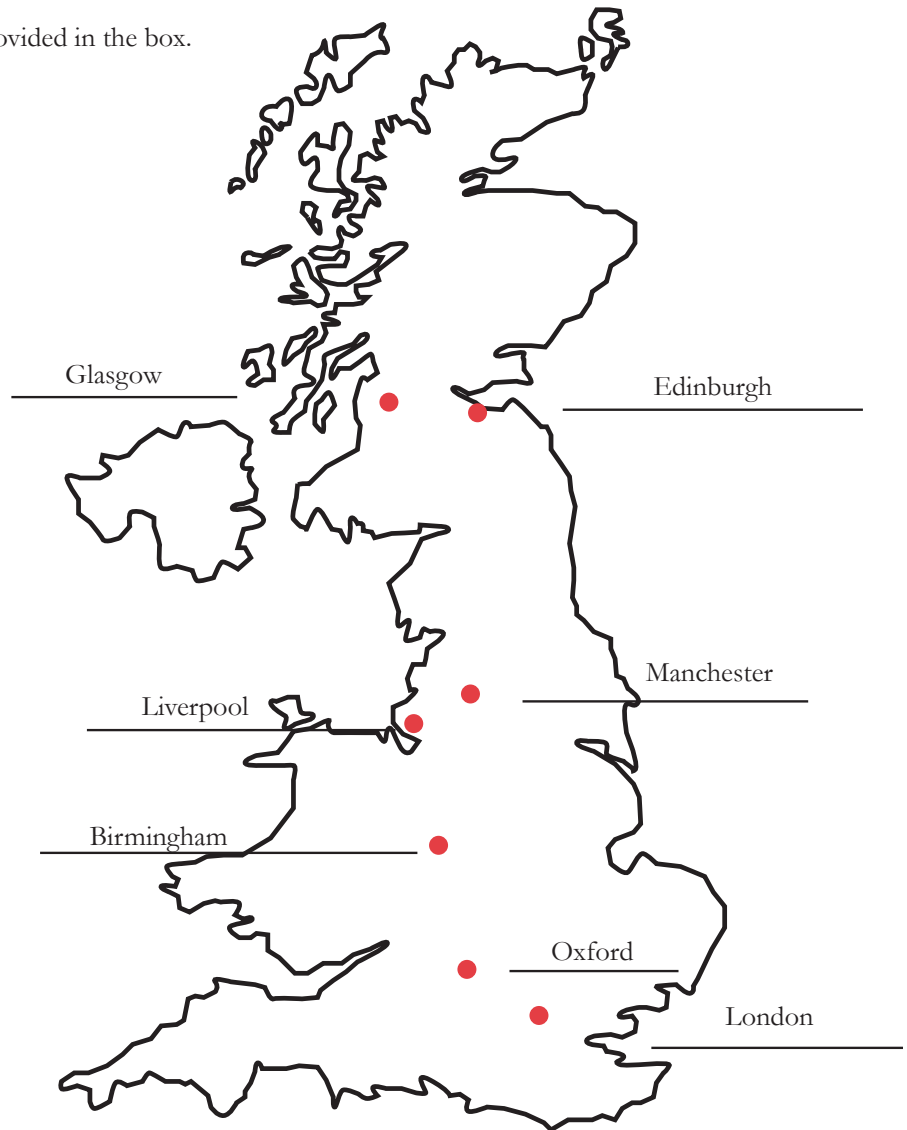 ovided in the box.
Glasgow
Edinburgh
Manchester
Liverpool
Birmingham
Oxford
London